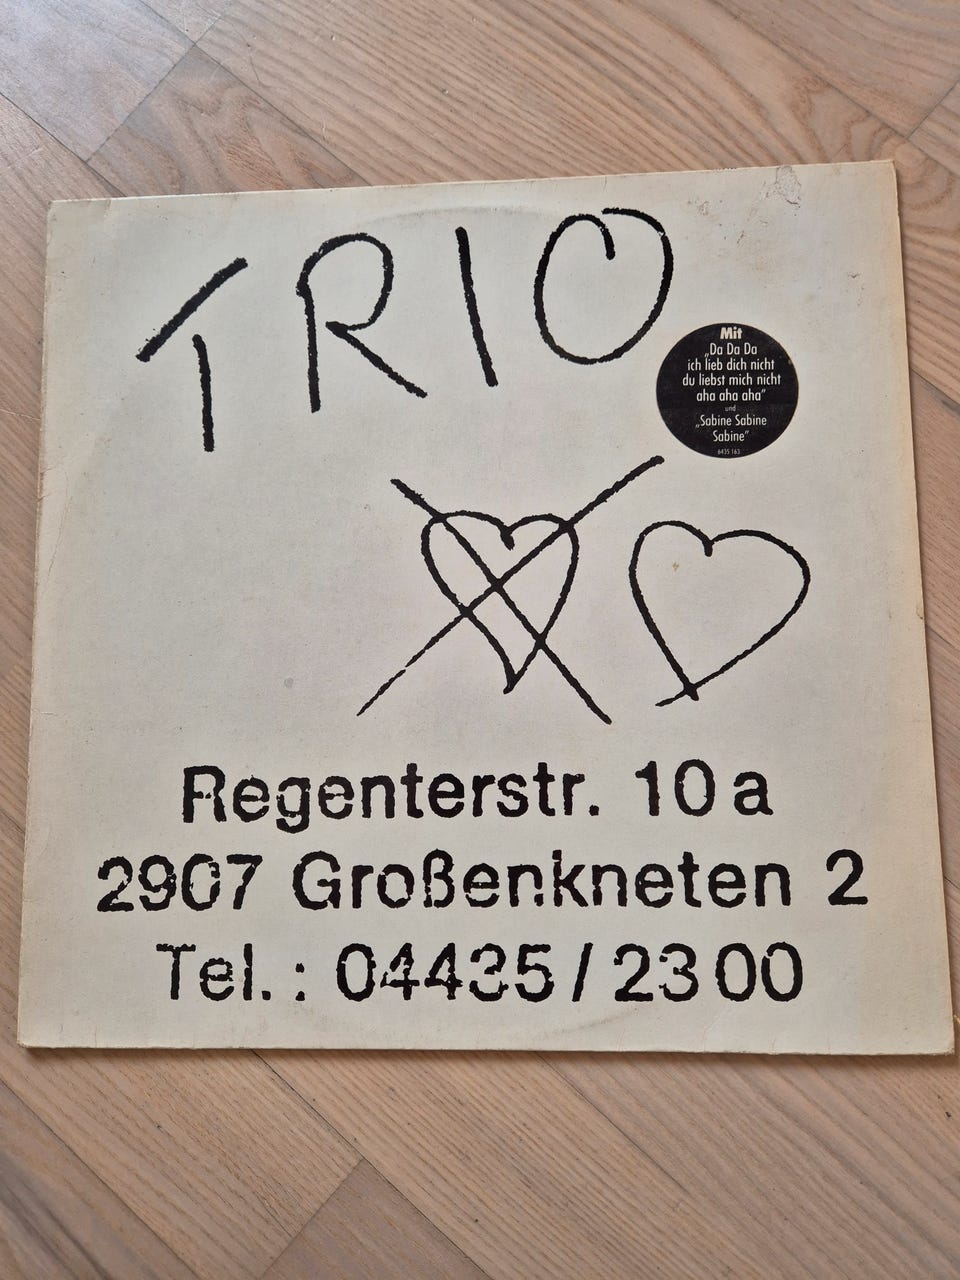 TRIO
Mit
„Da Da Da
ich lieb dich nicht
du liebst mich nicht
aha aha aha"
und
„Sabine Sabine
Sabine"
6435 163
Regenterstr. 10 a
2907 Großenkneten 2
Tel.: 04435/2300